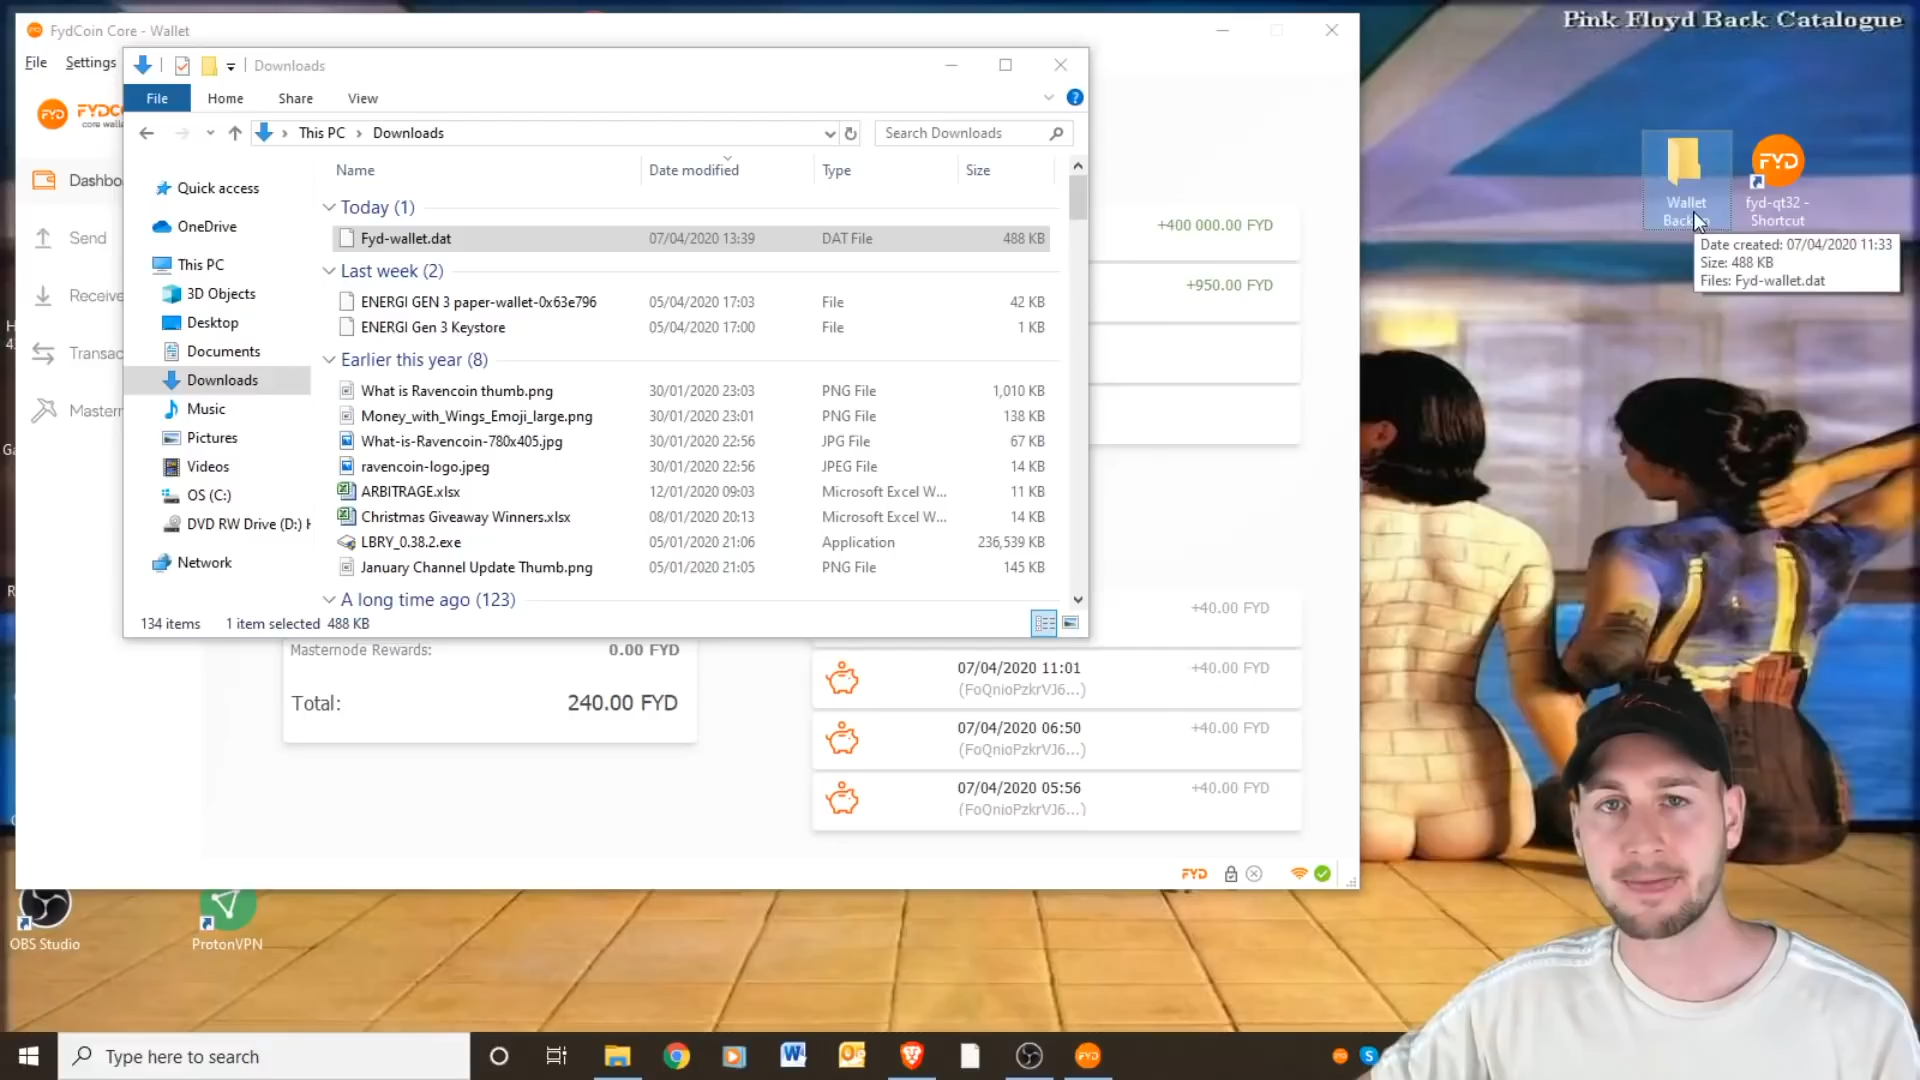 Pink Floyd Back Catalogue
FydCoin Core - Wallet
File Settings
FYD FYDC
core walle
Dashbo
Send
Receive
Transac
Mastern
Downloads
File Home Share View
This PC > Downloads
Search Downloads
Name Date modified Type Size
Quick access
OneDrive
This PC
3D Objects
Desktop
Documents
Downloads
Music
Pictures
Videos
OS (C:)
DVD RW Drive (D:) H
Network
Today (1)
Fyd-wallet.dat 07/04/2020 13:39 DAT File 488 KB
Last week (2)
ENERGI GEN 3 paper-wallet-0x63e796 05/04/2020 17:03 File 42 KB
ENERGI Gen 3 Keystore 05/04/2020 17:00 File 1 KB
Earlier this year (8)
What is Ravencoin thumb.png 30/01/2020 23:03 PNG File 1,010 KB
Money_with_Wings_Emoji_large.png 30/01/2020 23:01 PNG File 138 KB
What-is-Ravencoin-780x405.jpg 30/01/2020 22:56 JPG File 67 KB
ravencoin-logo.jpeg 30/01/2020 22:56 JPEG File 14 KB
ARBITRAGE.xlsx 12/01/2020 09:03 Microsoft Excel W... 11 KB
Christmas Giveaway Winners.xlsx 08/01/2020 20:13 Microsoft Excel W... 14 KB
LBRY_0.38.2.exe 05/01/2020 21:06 Application 236,539 KB
January Channel Update Thumb.png 05/01/2020 21:05 PNG File 145 KB
A long time ago (123)
134 items 1 item selected 488 KB
+400 000.00 FYD
+950.00 FYD
Masternode Rewards: 0.00 FYD
Total: 240.00 FYD
+40.00 FYD
07/04/2020 11:01 +40.00 FYD
(FoQnioPzkrVJ6...)
07/04/2020 06:50 +40.00 FYD
(FoQnioPzkrVJ6...)
07/04/2020 05:56 +40.00 FYD
(FoQnioPzkrVJ6...)
FYD
Wallet
FYD
fyd-qt32 -
Shortcut
Date created: 07/04/2020 11:33
Size: 488 KB
Files: Fyd-wallet.dat
OBS Studio
ProtonVPN
Type here to search
FYD